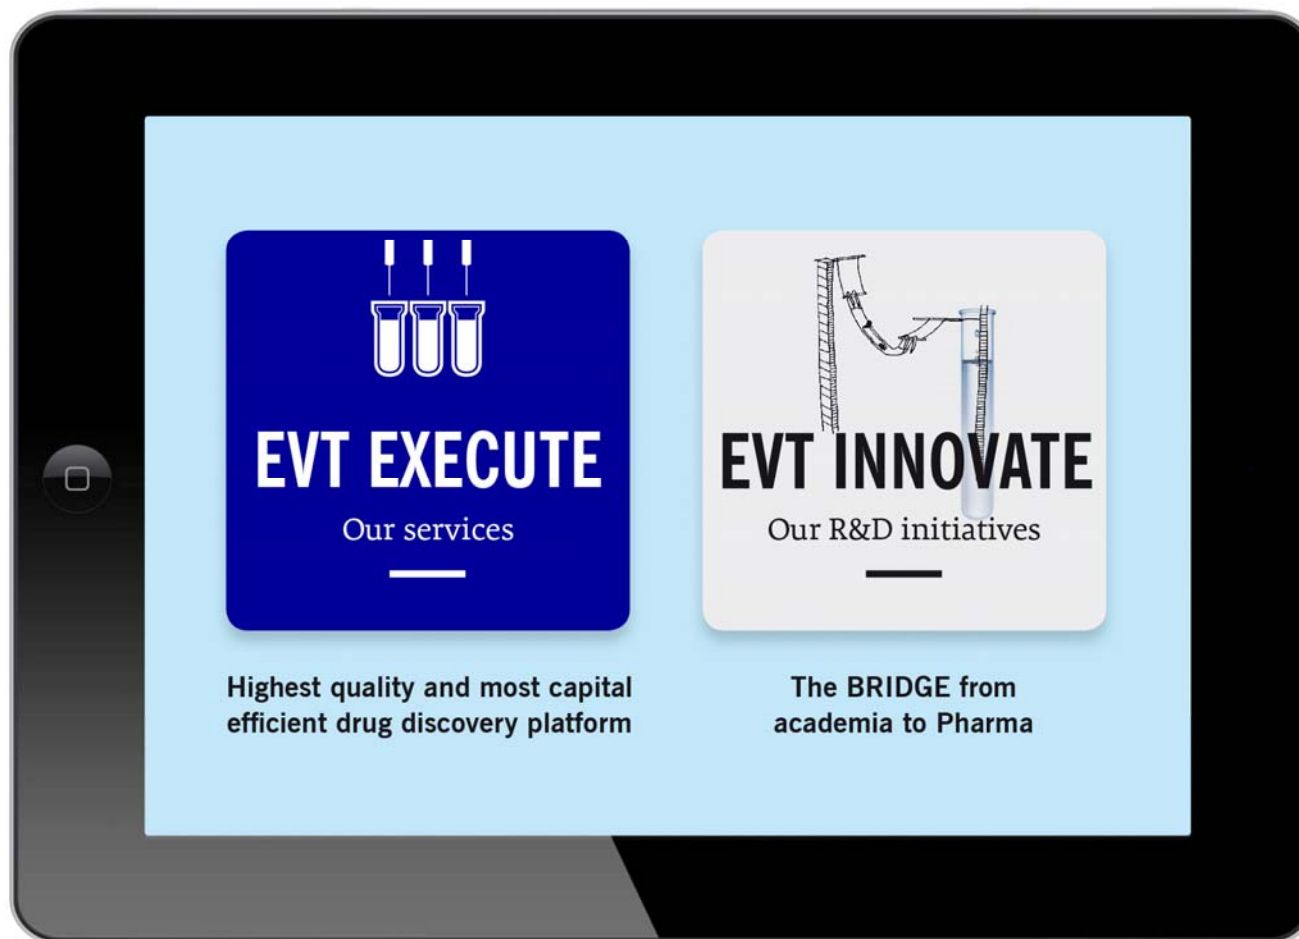 EVT EXECUTE
Our services
Highest quality and most capital
efficient drug discovery platform
EVT INNOVATE
Our R&D initiatives
The BRIDGE from
academia to Pharma